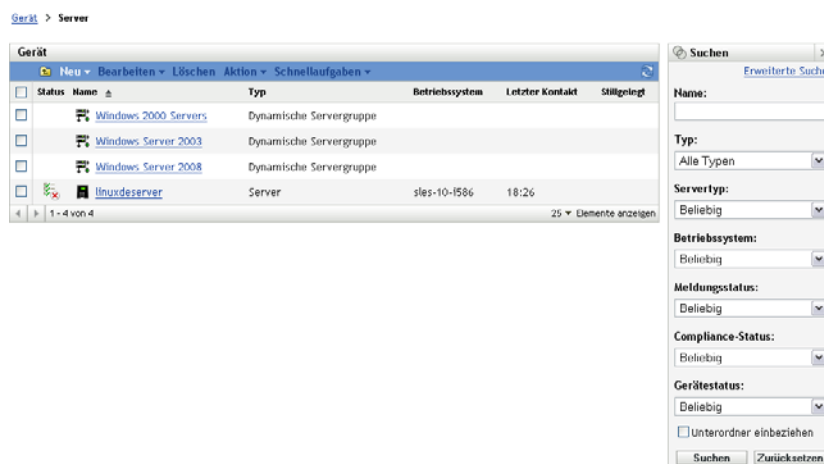 Gerät > Server
Gerät
Neu Bearbeiten Löschen Aktion Schnellaufgaben
Status Name Typ Betriebssystem Letzter Kontakt Stillgelegt
Windows 2000 Servers Dynamische Servergruppe
Windows Server 2003 Dynamische Servergruppe
Windows Server 2008 Dynamische Servergruppe
linuxdeserver Server sles-10-i586 18:26
1 - 4 von 4 25 Elemente anzeigen
Suchen
Erweiterte Suche
Name:
Typ:
Alle Typen
Servertyp:
Beliebig
Betriebssystem:
Beliebig
Meldungsstatus:
Beliebig
Compliance-Status:
Beliebig
Gerätestatus:
Beliebig
Unterordner einbeziehen
Suchen Zurücksetzen